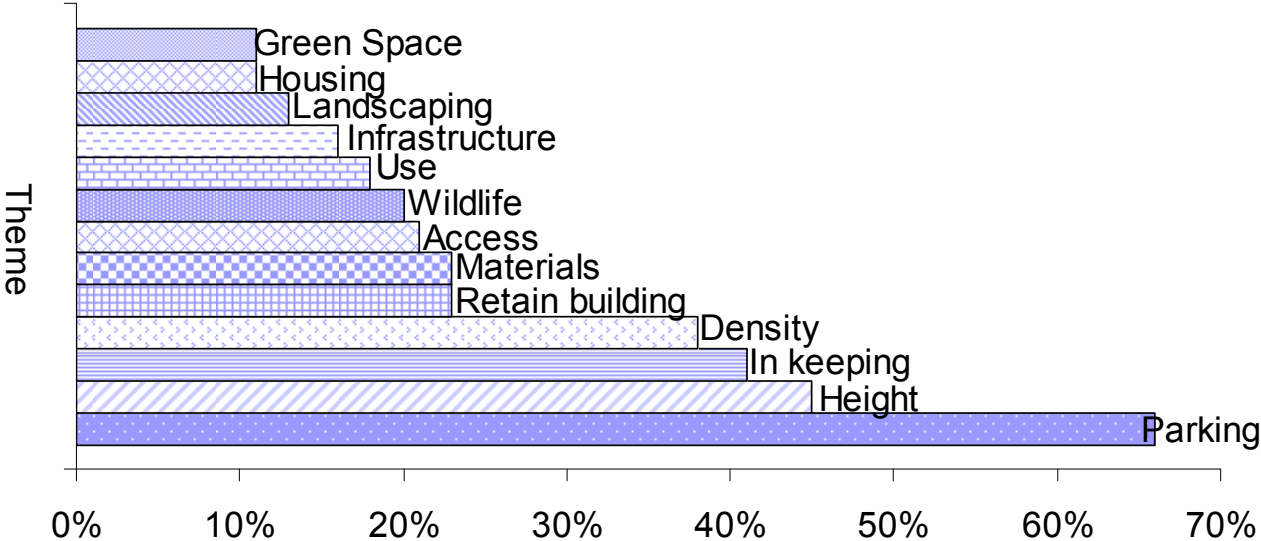 Theme
Green Space
Housing
Landscaping
Infrastructure
Use
Wildlife
Access
Materials
Retain building
Density
In keeping
Height
Parking
0% 10% 20% 30% 40% 50% 60% 70%